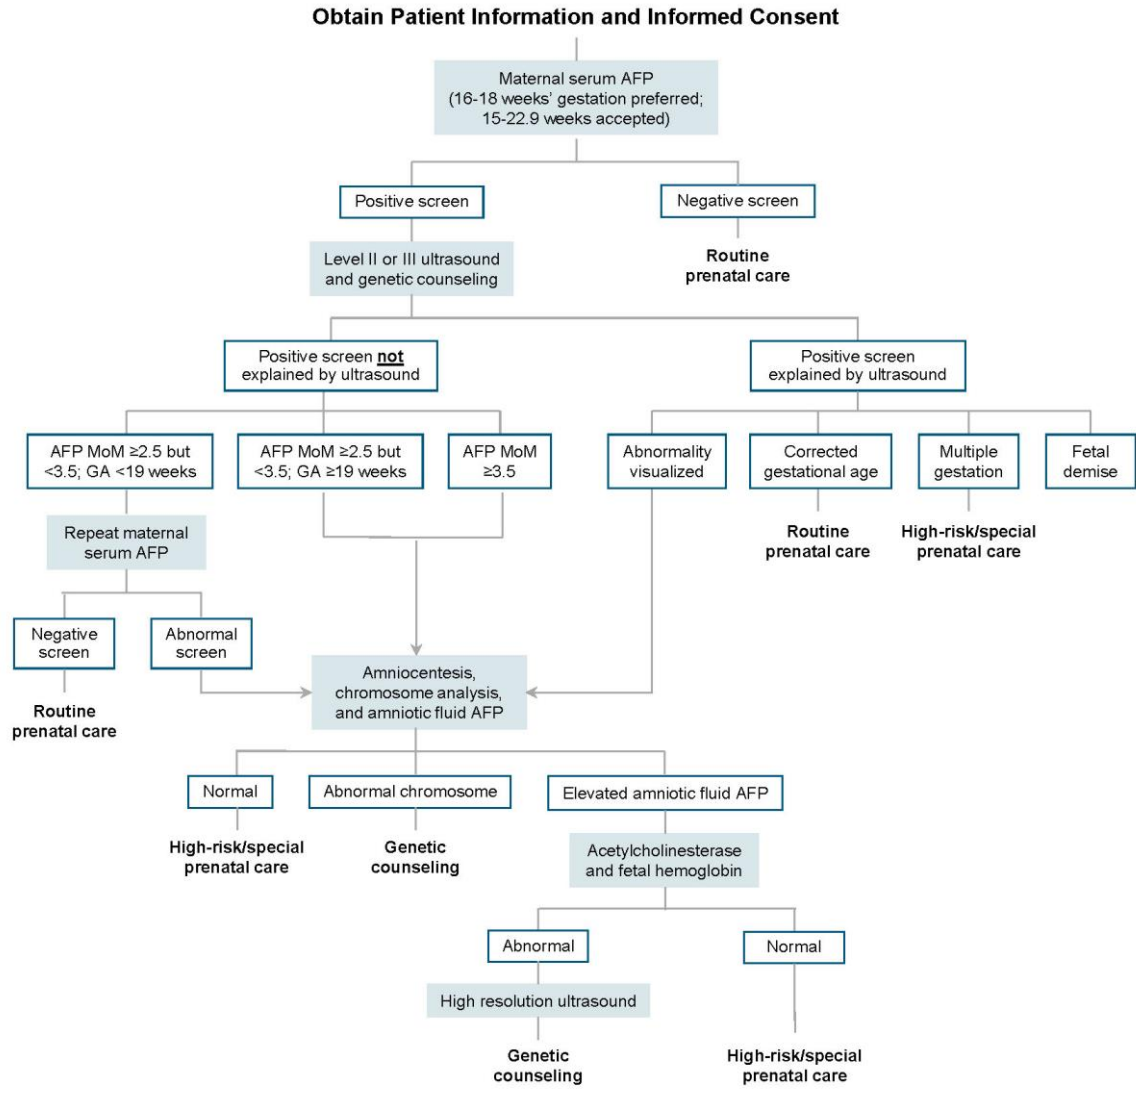 Obtain Patient Information and Informed Consent
Maternal serum AFP
(16-18 weeks' gestation preferred;
15-22.9 weeks accepted)
Positive screen
Negative screen
Level II or III ultrasound
and genetic counseling
Routine
prenatal care
Positive screen not
explained by ultrasound
Positive screen
explained by ultrasound
AFP MoM ≥2.5 but
<3.5; GA <19 weeks
AFP MoM ≥2.5 but
<3.5; GA ≥19 weeks
AFP MoM
≥3.5
Abnormality
visualized
Corrected
gestational age
Multiple
gestation
Fetal
demise
Repeat maternal
serum AFP
Routine
prenatal care
High-risk/special
prenatal care
Negative
screen
Abnormal
screen
Amniocentesis,
chromosome analysis,
and amniotic fluid AFP
Routine
prenatal care
Normal
Abnormal chromosome
Elevated amniotic fluid AFP
High-risk/special
prenatal care
Genetic
counseling
Acetylcholinesterase
and fetal hemoglobin
Abnormal
Normal
High resolution ultrasound
Genetic
counseling
High-risk/special
prenatal care